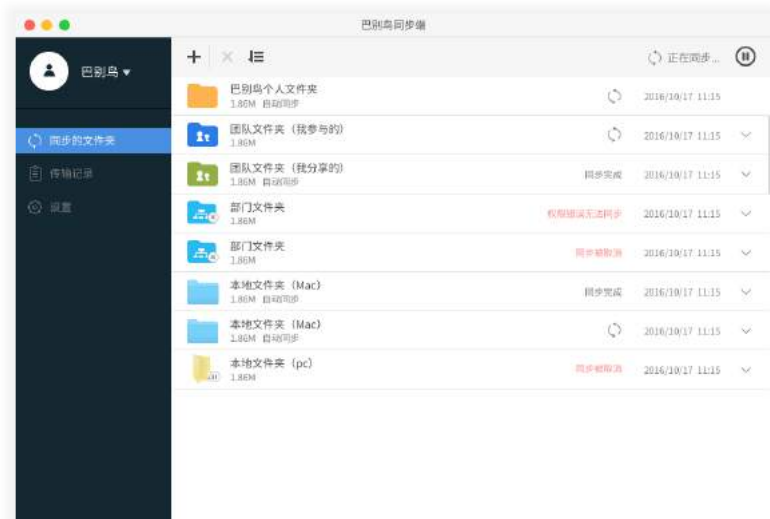 巴别鸟同步端
巴别鸟
正在同步...
同步的文件夹
传输记录
设置
巴别鸟个人文件夹
1.86M 自动同步
2016/10/17 11:15
团队文件夹（我参与的）
1.86M
2016/10/17 11:15
团队文件夹（我分享的）
1.86M 自动同步
同步完成 2016/10/17 11:15
部门文件夹
1.86M
权限错误无法同步 2016/10/17 11:15
部门文件夹
1.86M
同步被取消 2016/10/17 11:15
本地文件夹（Mac）
1.86M 自动同步
同步完成 2016/10/17 11:15
本地文件夹（Mac）
1.86M 自动同步
2016/10/17 11:15
本地文件夹（pc）
1.86M
同步被取消 2016/10/17 11:15